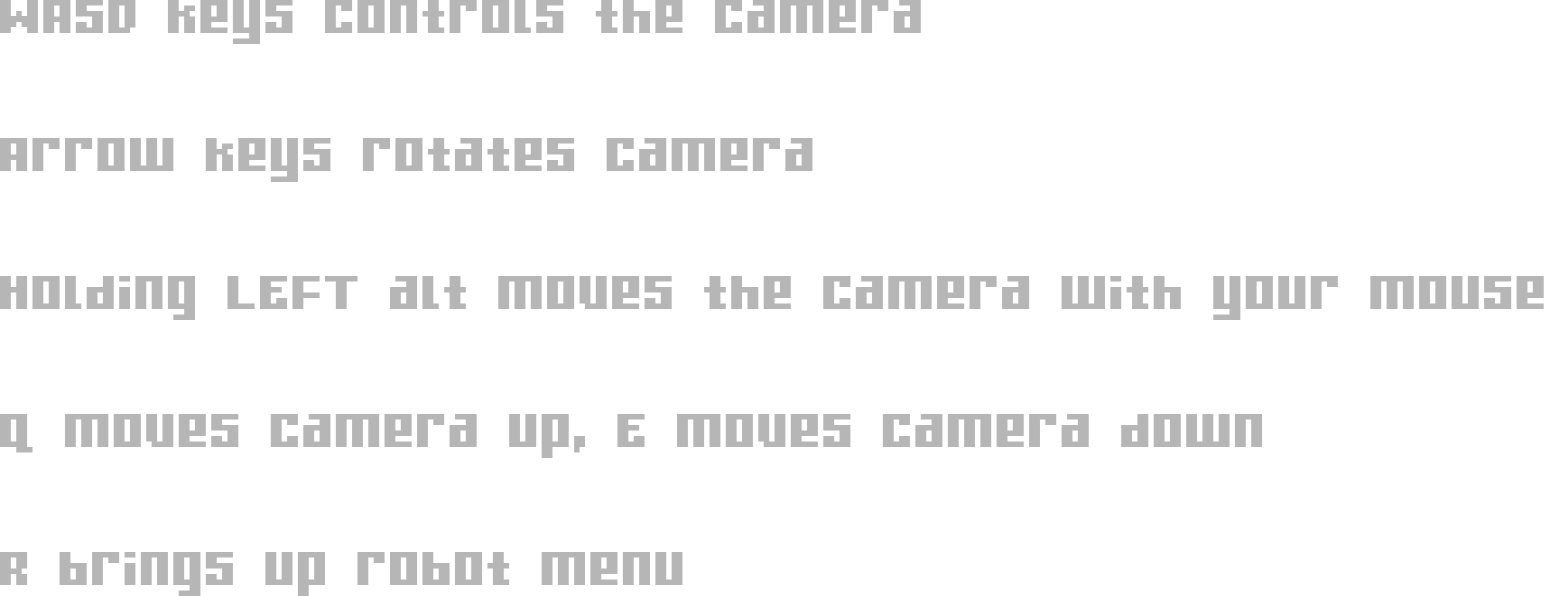 WASD keys controls the camera
Arrow keys rotates camera
Holding LEFT alt moves the camera with your mouse
Q moves camera up, E moves camera down
R brings up robot menu